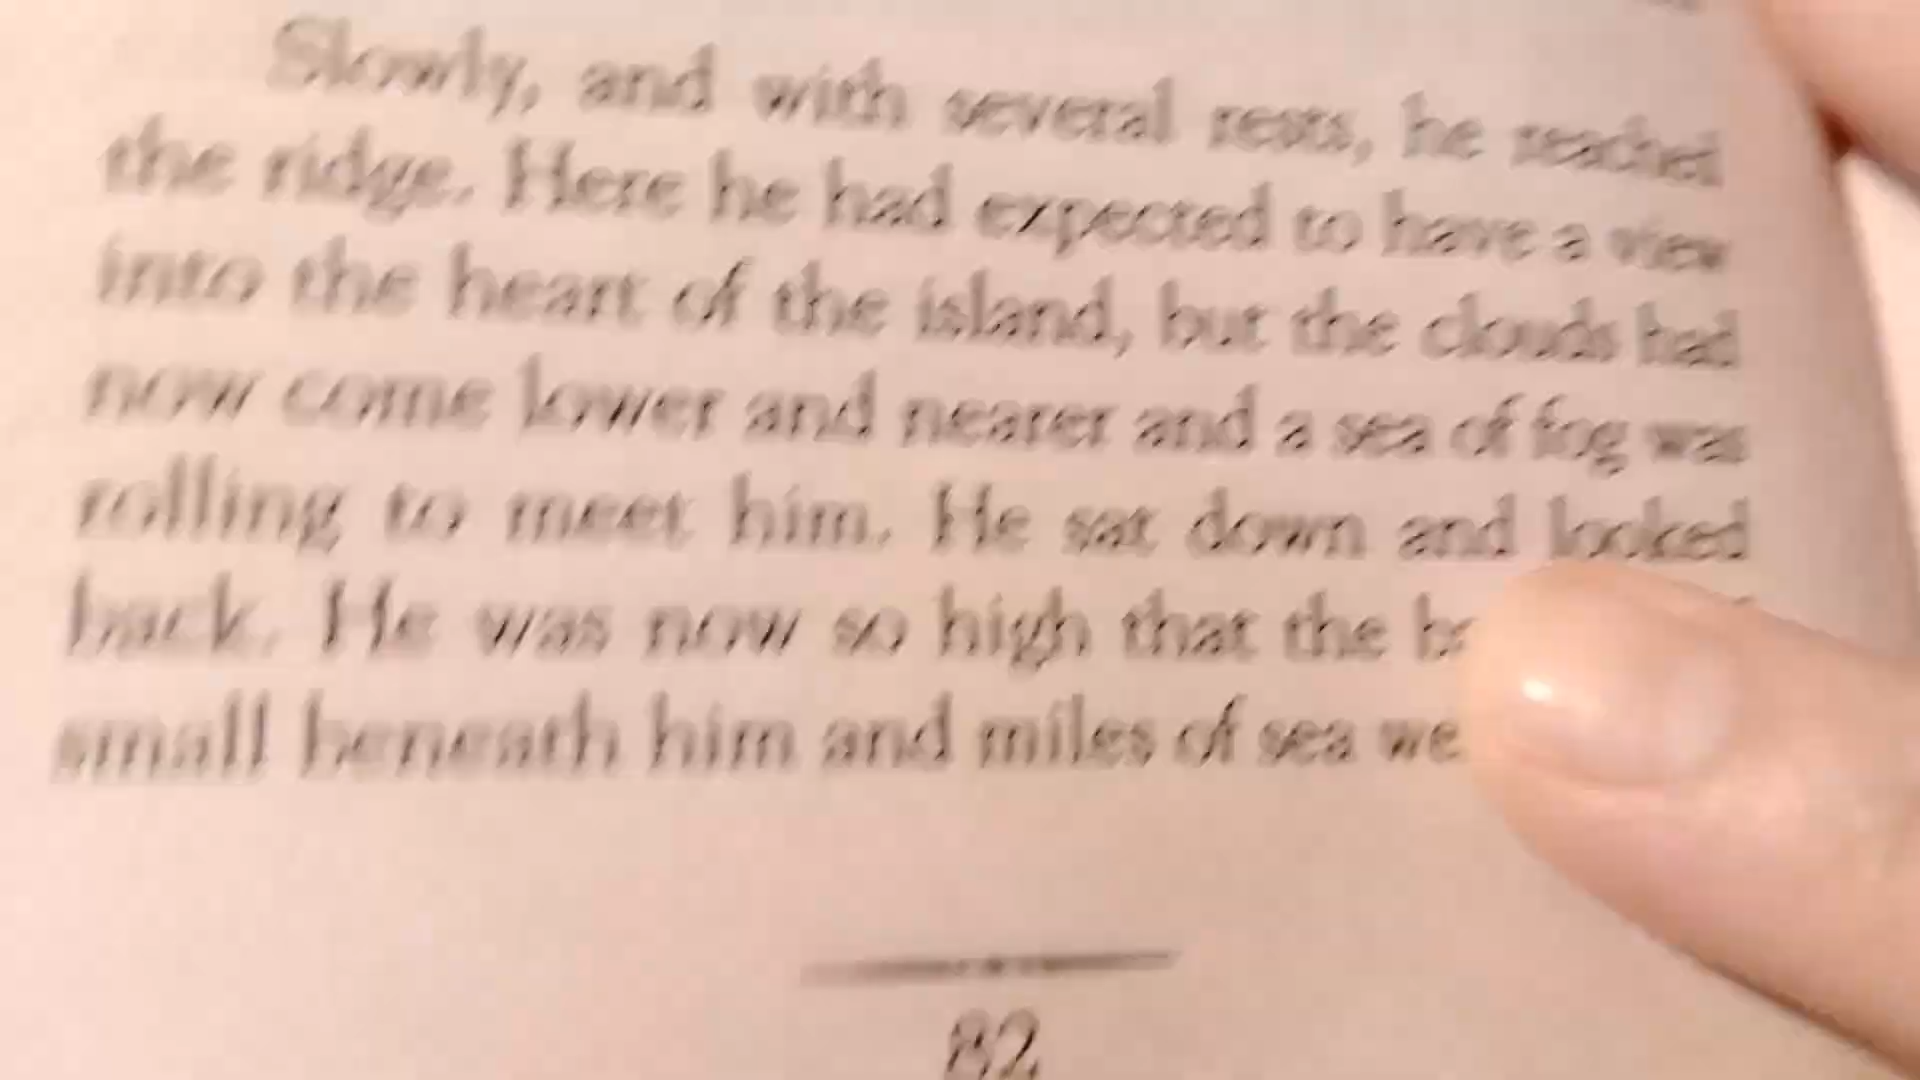 Slowly, and with several rests, he reached
the ridge. Here he had expected to have a view
into the heart of the island, but the clouds had
now come lower and nearer and a sea of fog was
rolling to meet him. He sat down and looked
back. He was now so high that the
small beneath him and miles of sea
82